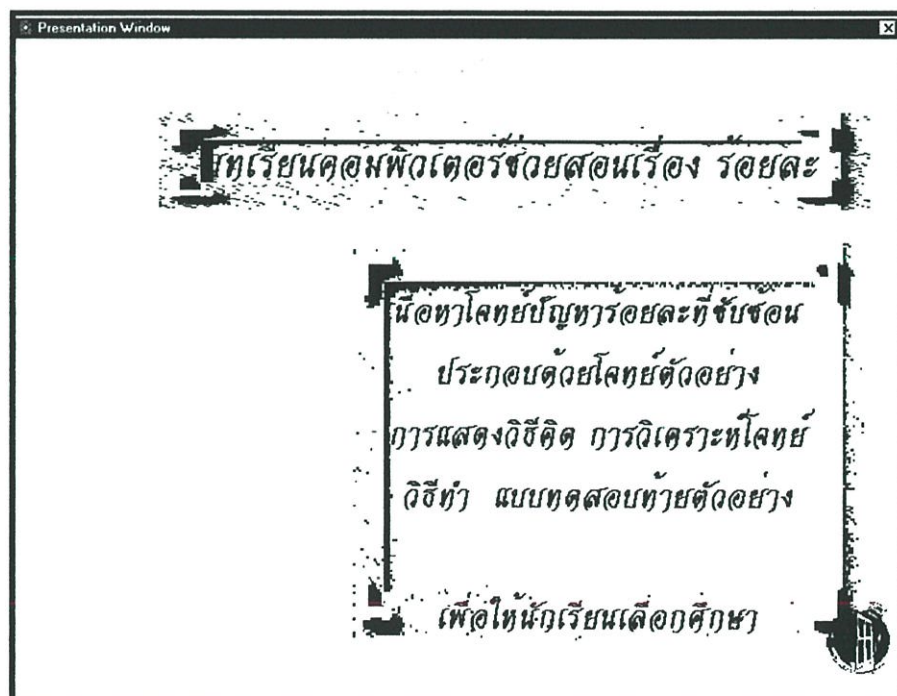 Presentation Window
บทเรียนคอมพิวเตอร์ช่วยสอนเรื่อง ร้อยละ
เนื้อหาโจทย์ปัญหาร้อยละที่ซับซ้อน
ประกอบด้วยโจทย์ตัวอย่าง
การแสดงวิธีคิด การวิเคราะห์โจทย์
วิธีทำ แบบทดสอบท้ายตัวอย่าง
เพื่อให้นักเรียนเลือกศึกษา